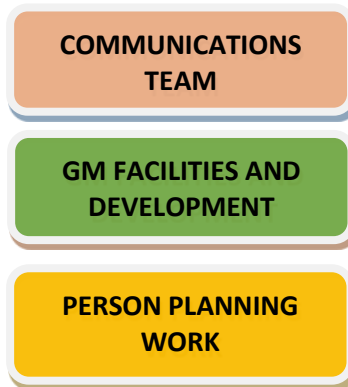 COMMUNICATIONS
TEAM
GM FACILITIES AND
DEVELOPMENT
PERSON PLANNING
WORK